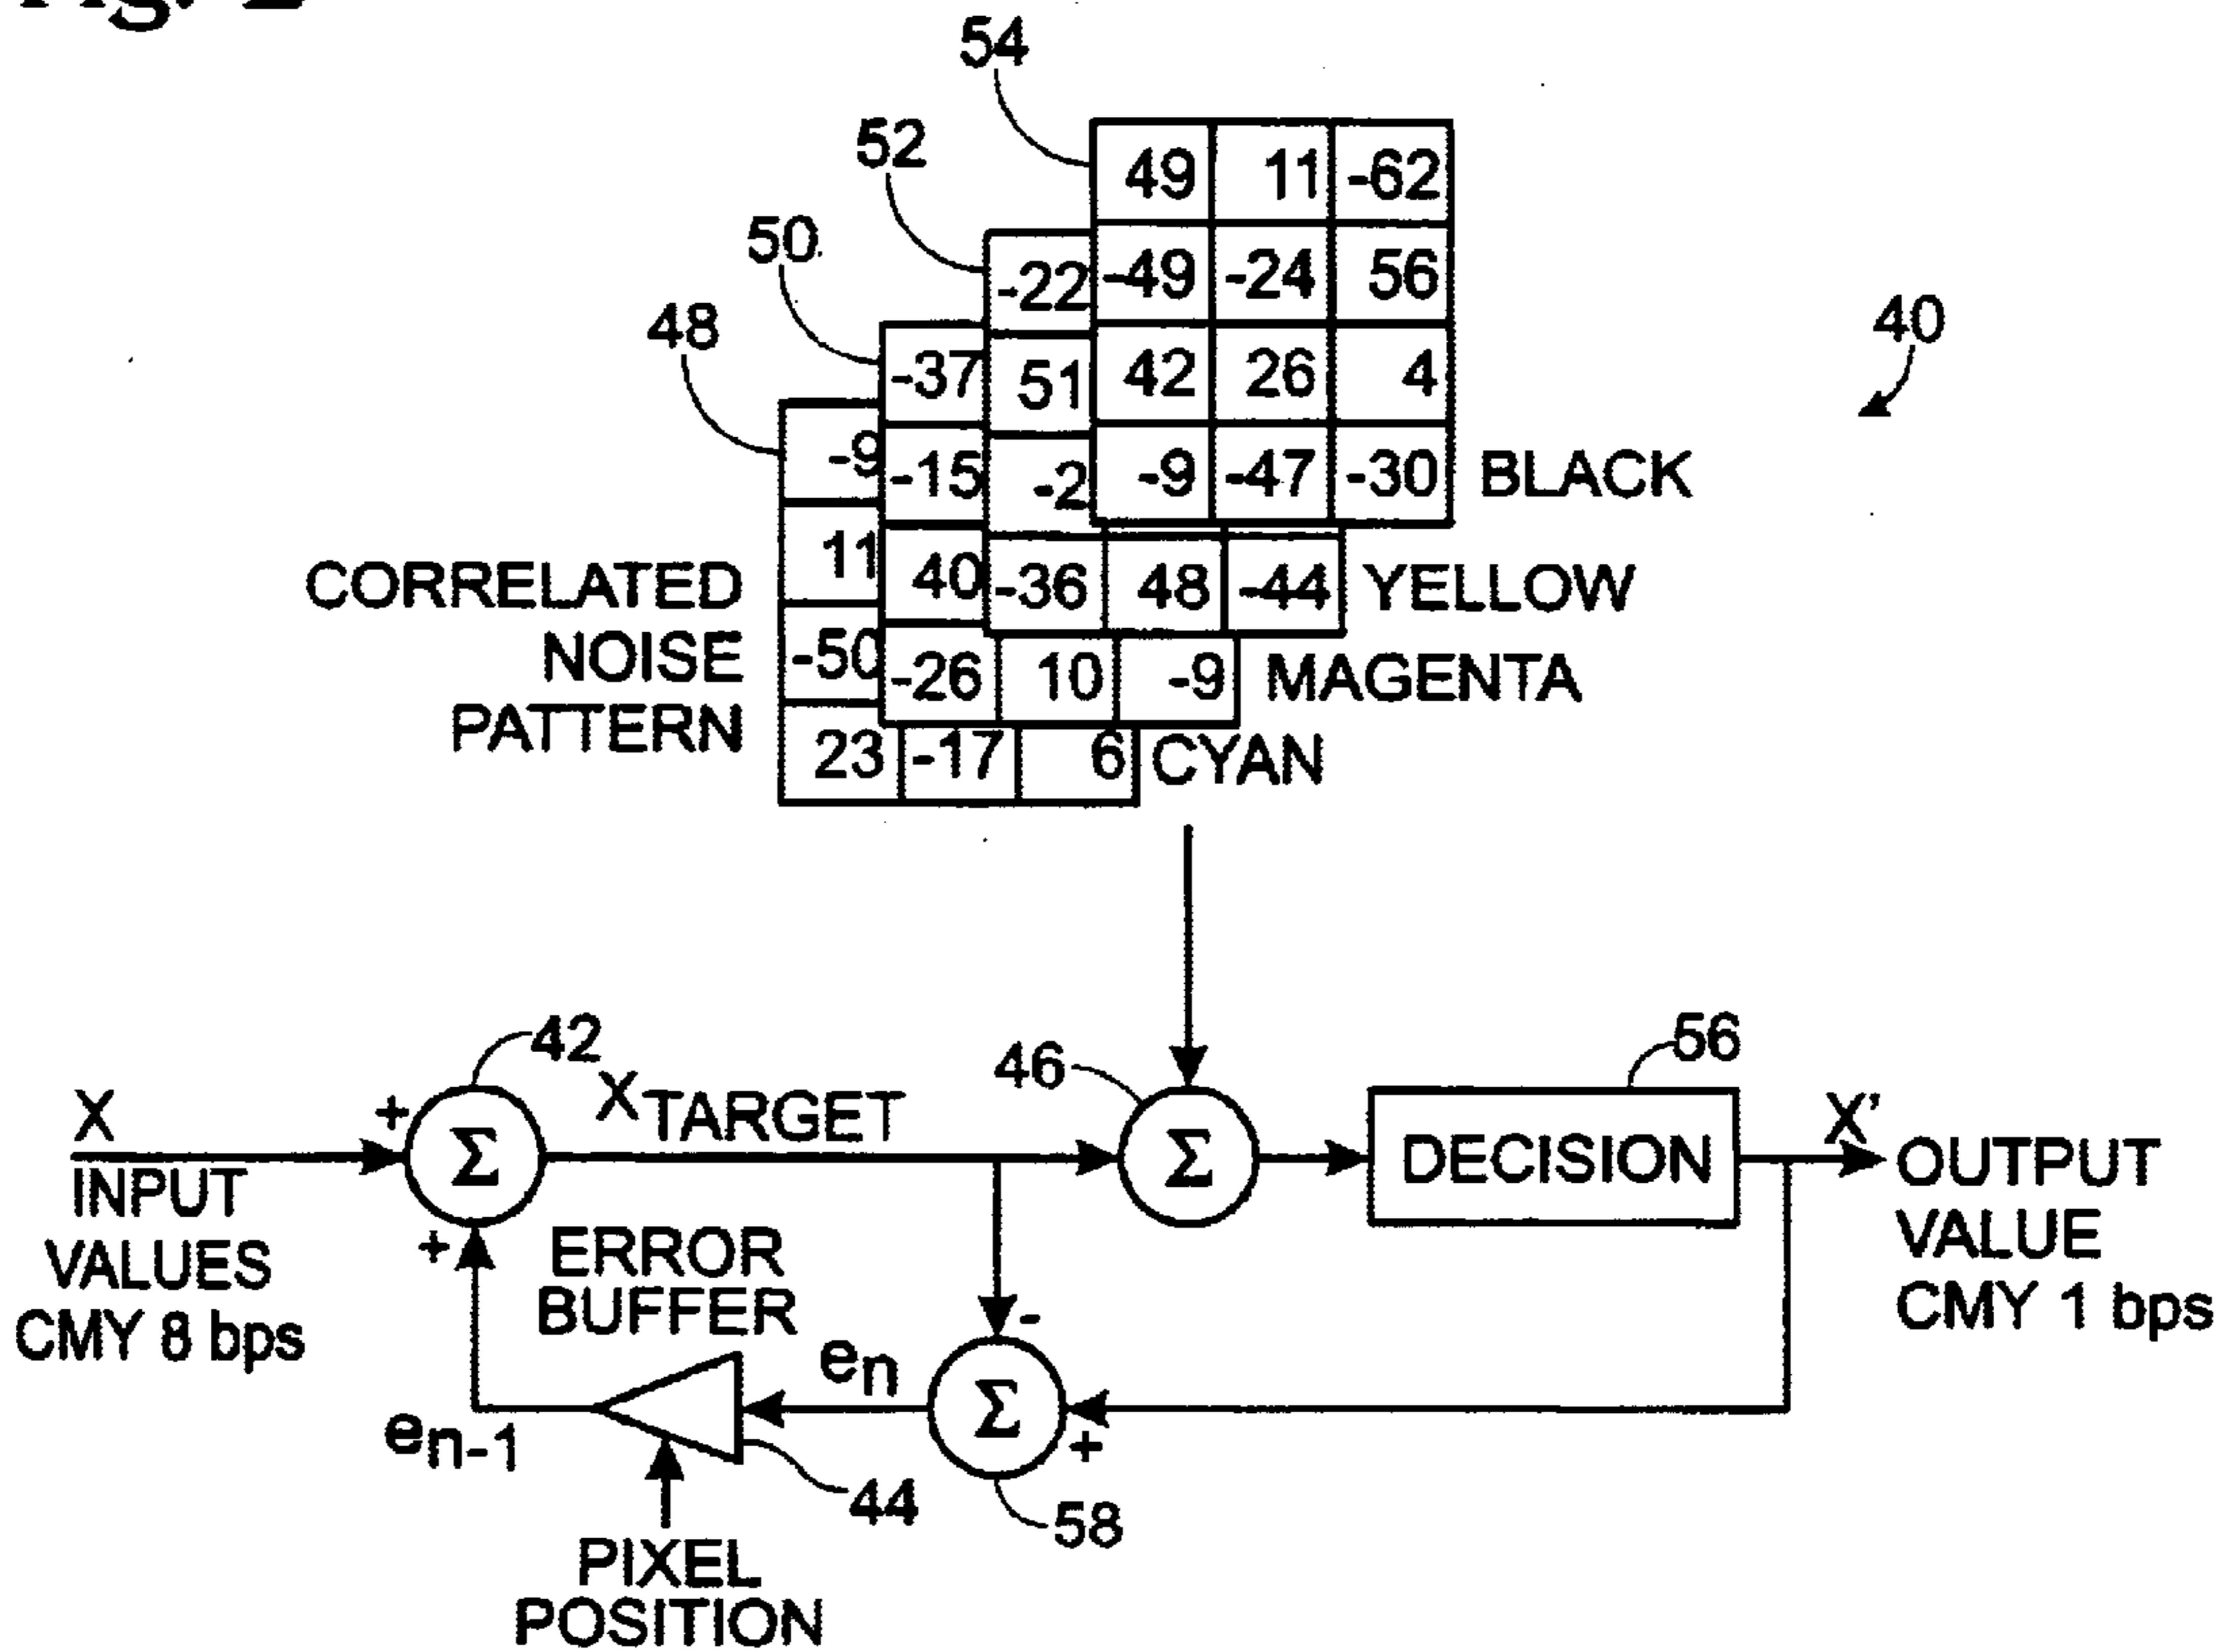 54
49 11 -62
52
-22 -49 -24 56
50
-37 51 42 26 4
48
40
-9 -15 -2 -9 -47 -30 BLACK
11 40 -36 48 -44 YELLOW
CORRELATED
NOISE
PATTERN
-50 -26 10 -9 MAGENTA
23 -17 6 CYAN
42
46
56
X
+
Σ
XTARGET
Σ
DECISION
X'
INPUT
VALUES
CMY 8 bps
OUTPUT
VALUE
CMY 1 bps
+
ERROR
BUFFER
-
en
Σ
+
en-1
44
58
PIXEL
POSITION